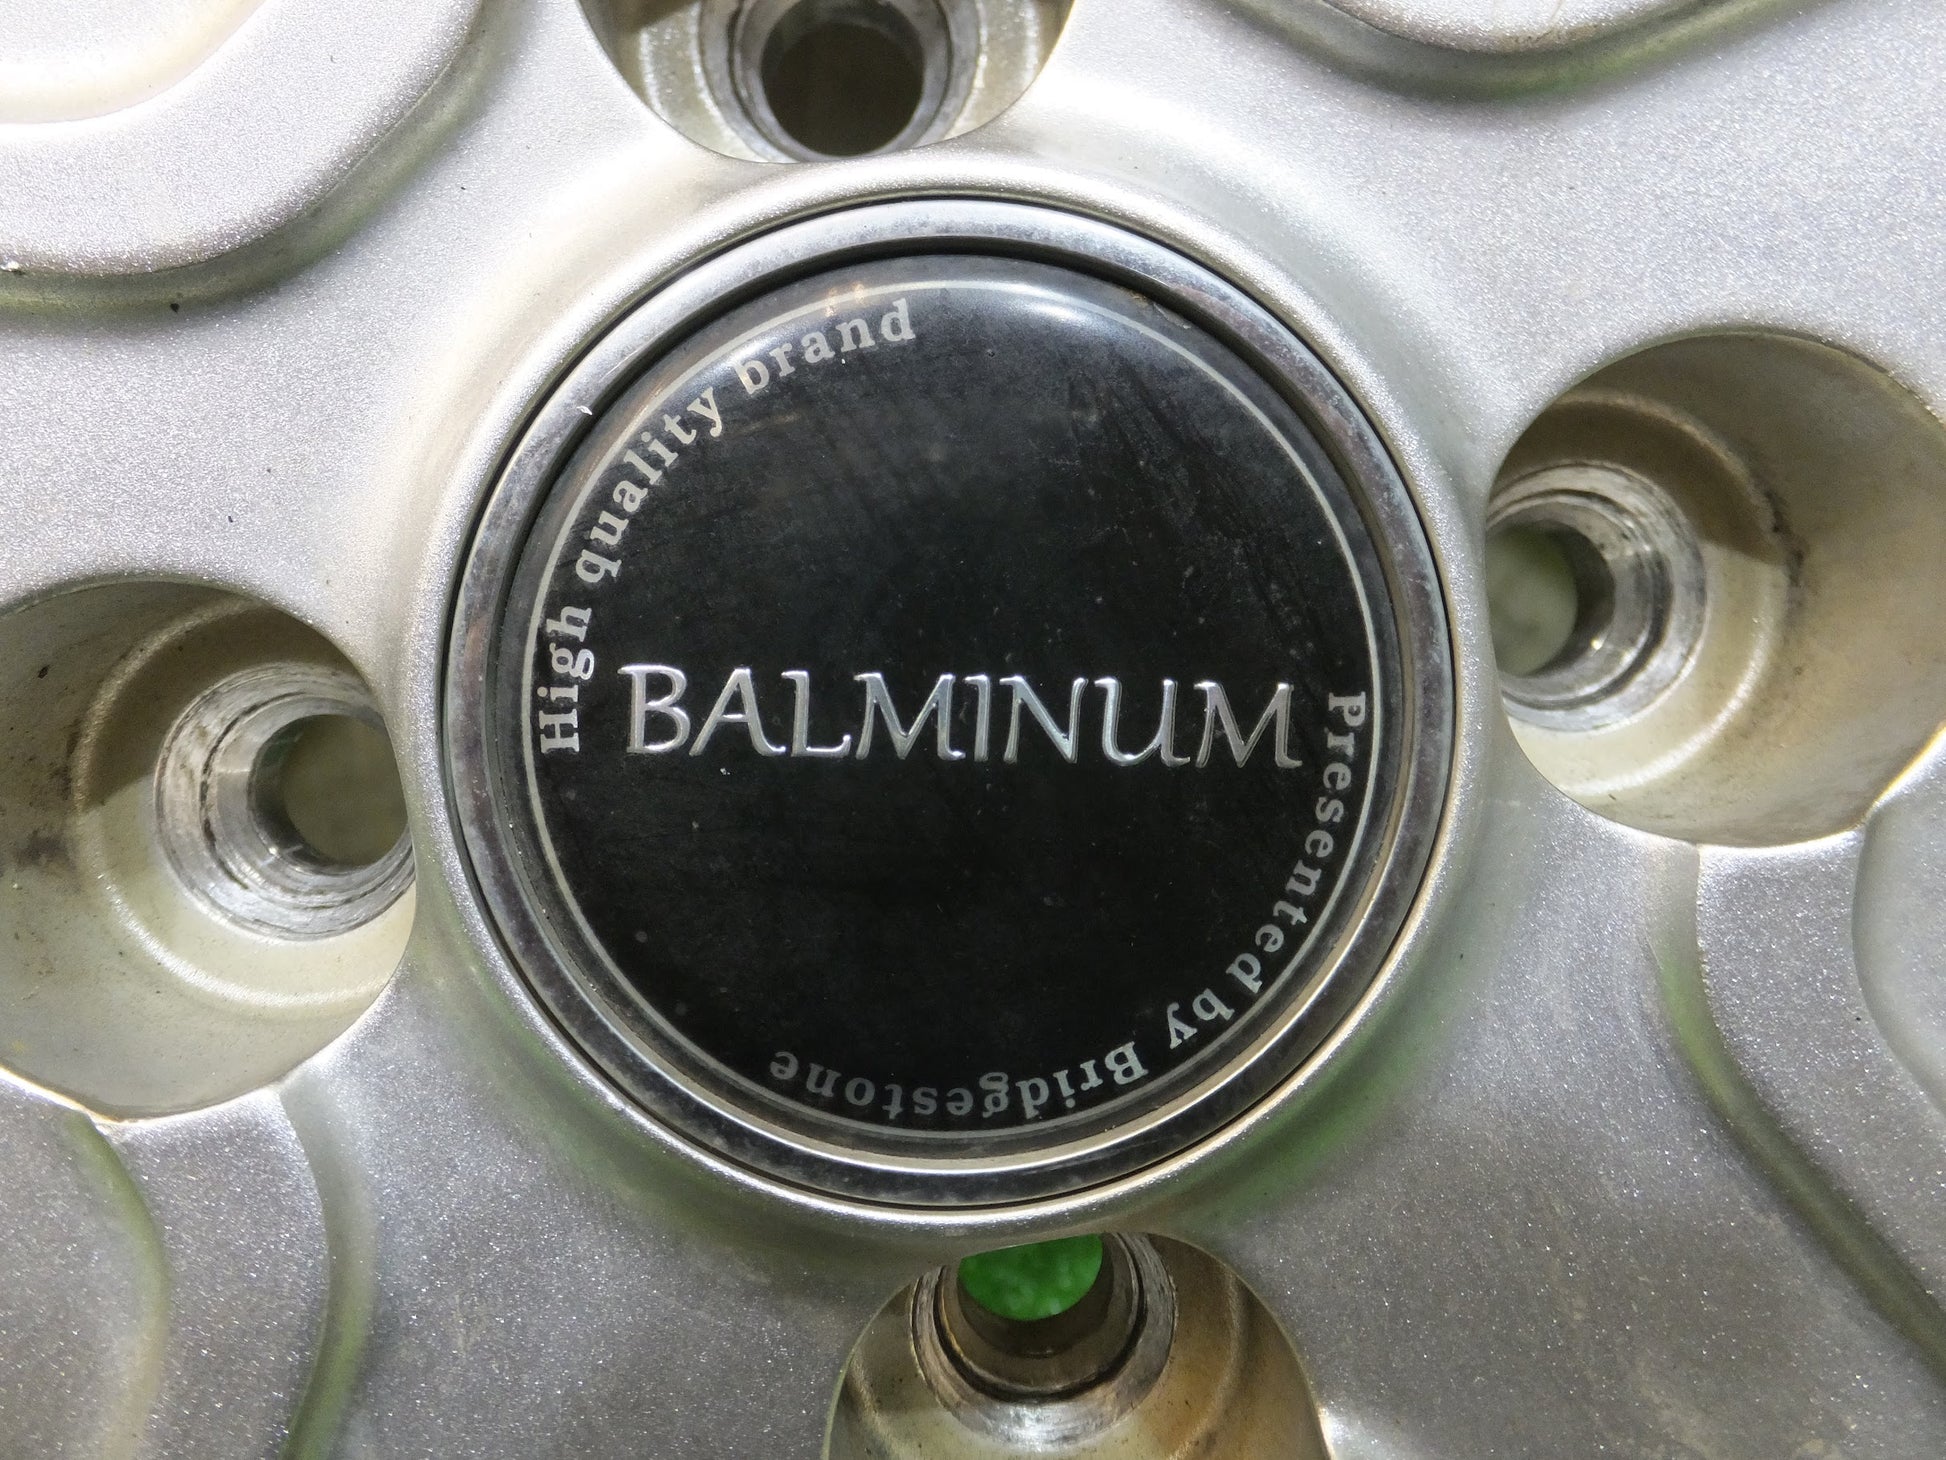 High quality brand
BALMINUM
Presented by Bridgestone